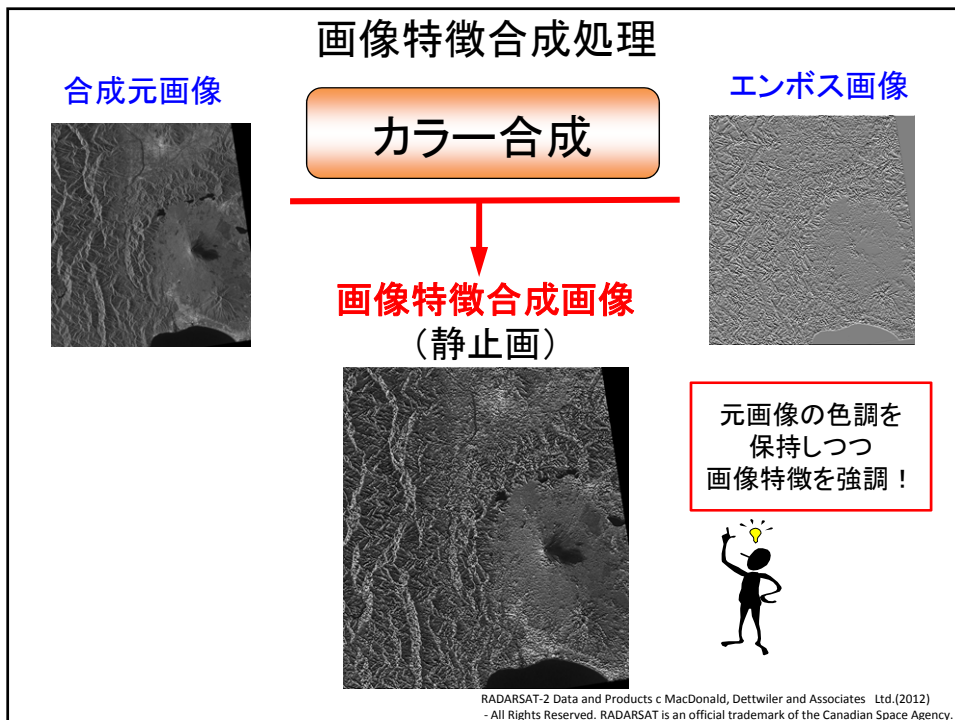 画像特徴合成処理
合成元画像
カラー合成
エンボス画像
画像特徴合成画像
（静止画）
元画像の色調を
保持しつつ
画像特徴を強調！
RADARSAT-2 Data and Products c MacDonald, Dettwiler and Associates Ltd.(2012)
- All Rights Reserved. RADARSAT is an official trademark of the Canadian Space Agency.